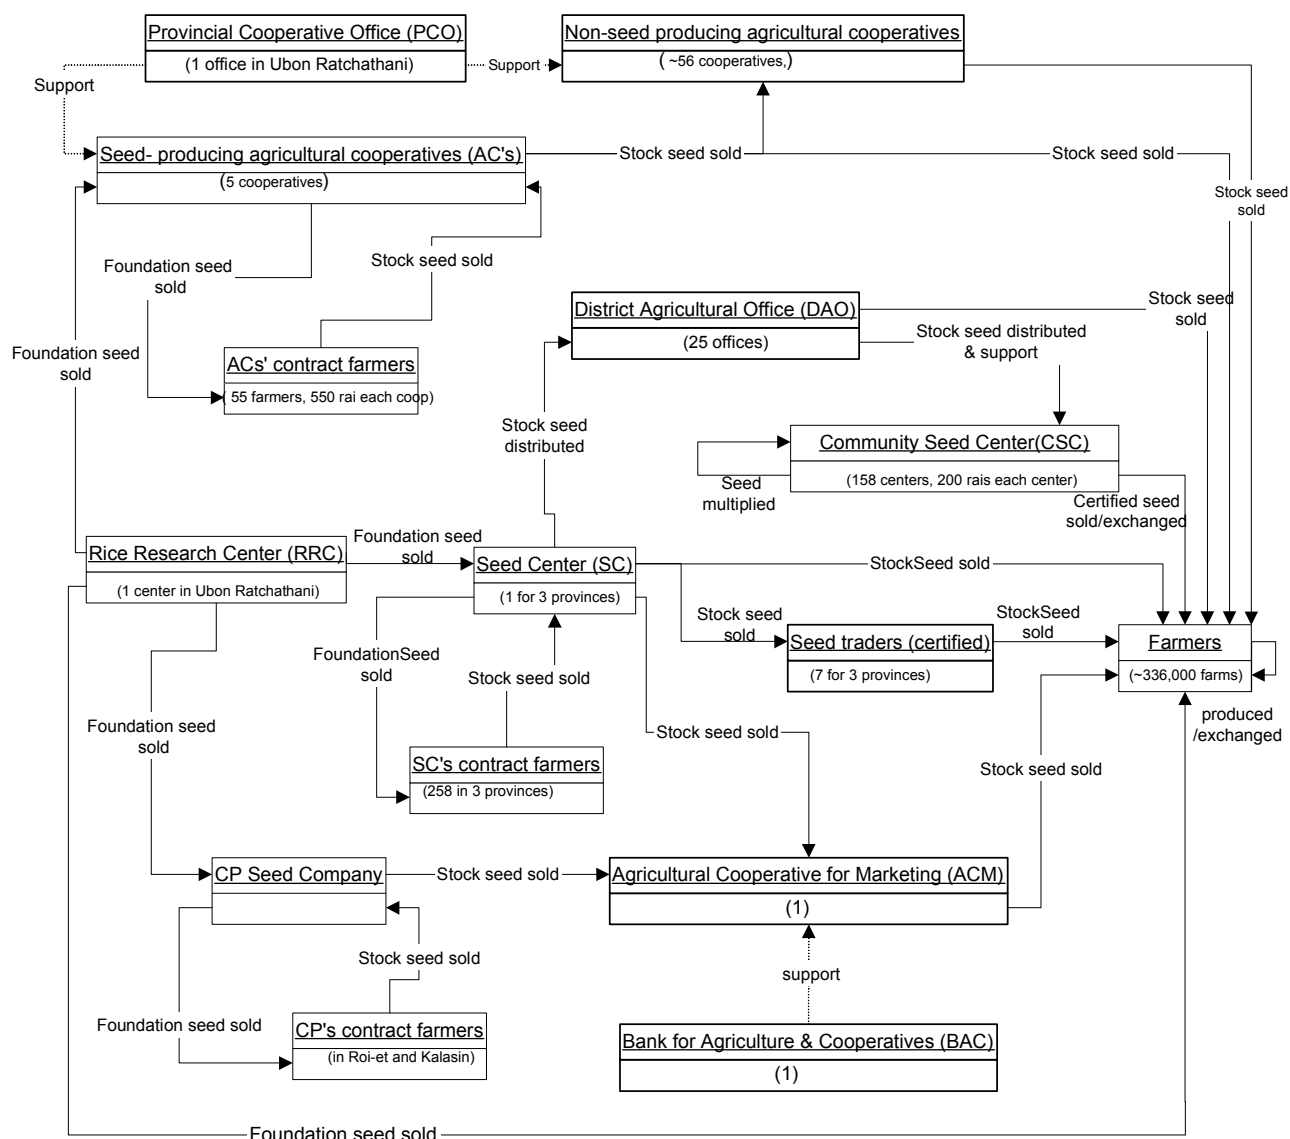 Provincial Cooperative Office (PCO)
(1 office in Ubon Ratchathani)
Support
Support
Non-seed producing agricultural cooperatives
( ~56 cooperatives,)
Seed- producing agricultural cooperatives (AC's)
(5 cooperatives)
Stock seed sold
Stock seed sold
Stock seed
sold
Foundation seed
sold
Stock seed sold
Foundation seed
sold
ACs' contract farmers
( 55 farmers, 550 rai each coop)
District Agricultural Office (DAO)
(25 offices)
Stock seed
sold
Stock seed distributed
& support
Stock seed
distributed
Community Seed Center(CSC)
(158 centers, 200 rais each center)
Seed
multiplied
Certified seed
sold/exchanged
Rice Research Center (RRC)
(1 center in Ubon Ratchathani)
Foundation seed
sold
Seed Center (SC)
(1 for 3 provinces)
StockSeed sold
Stock seed
sold
Seed traders (certified)
(7 for 3 provinces)
StockSeed
sold
Farmers
(~336,000 farms)
produced
/exchanged
FoundationSeed
sold
Stock seed sold
SC's contract farmers
(258 in 3 provinces)
Foundation seed
sold
Stock seed sold
Stock seed sold
CP Seed Company
Stock seed sold
Agricultural Cooperative for Marketing (ACM)
(1)
Stock seed sold
support
Foundation seed sold
CP's contract farmers
(in Roi-et and Kalasin)
Bank for Agriculture & Cooperatives (BAC)
(1)
Foundation seed sold